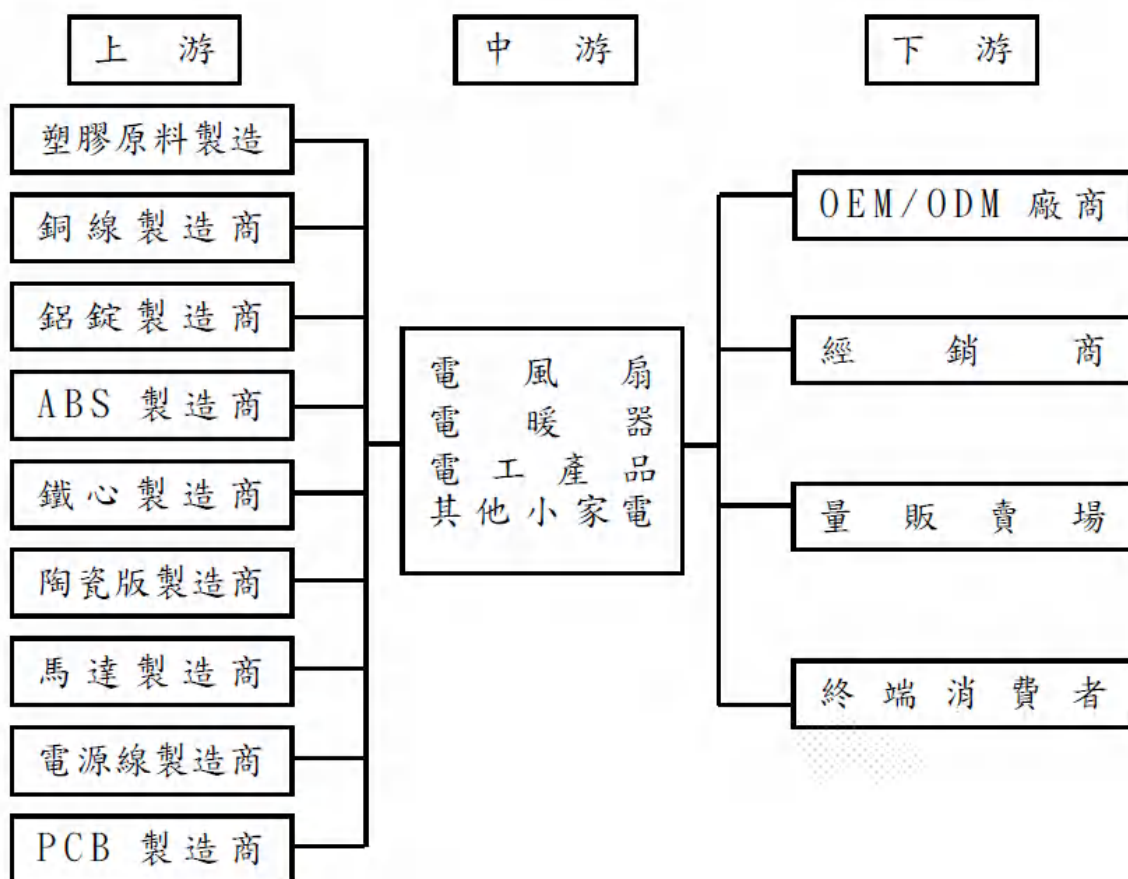 上游
中游
下游
塑膠原料製造
銅線製造商
鋁錠製造商
ABS 製造商
鐵心製造商
陶瓷版製造商
馬達製造商
電源線製造商
PCB 製造商
電風扇
電暖器
電工產品
其他小家電
OEM/ODM 廠商
經銷商
量販賣場
終端消費者